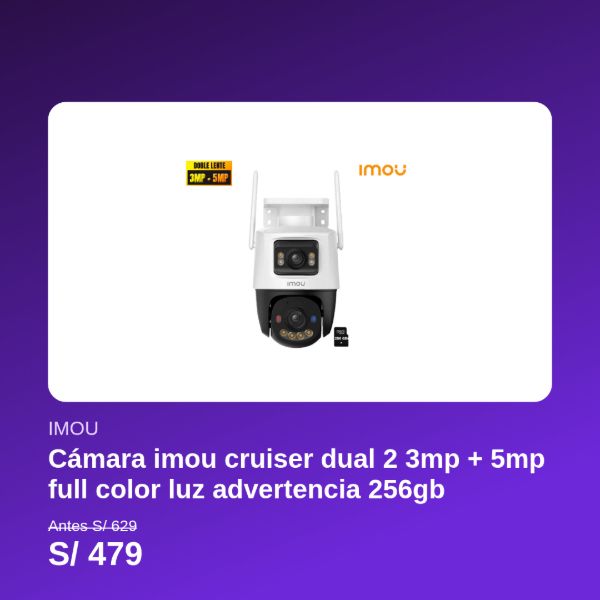 DOBLE LENTE
3MP - 5MP
imou
imou
IMOU
Cámara imou cruiser dual 2 3mp + 5mp
full color luz advertencia 256gb
Antes S/ 629
S/ 479